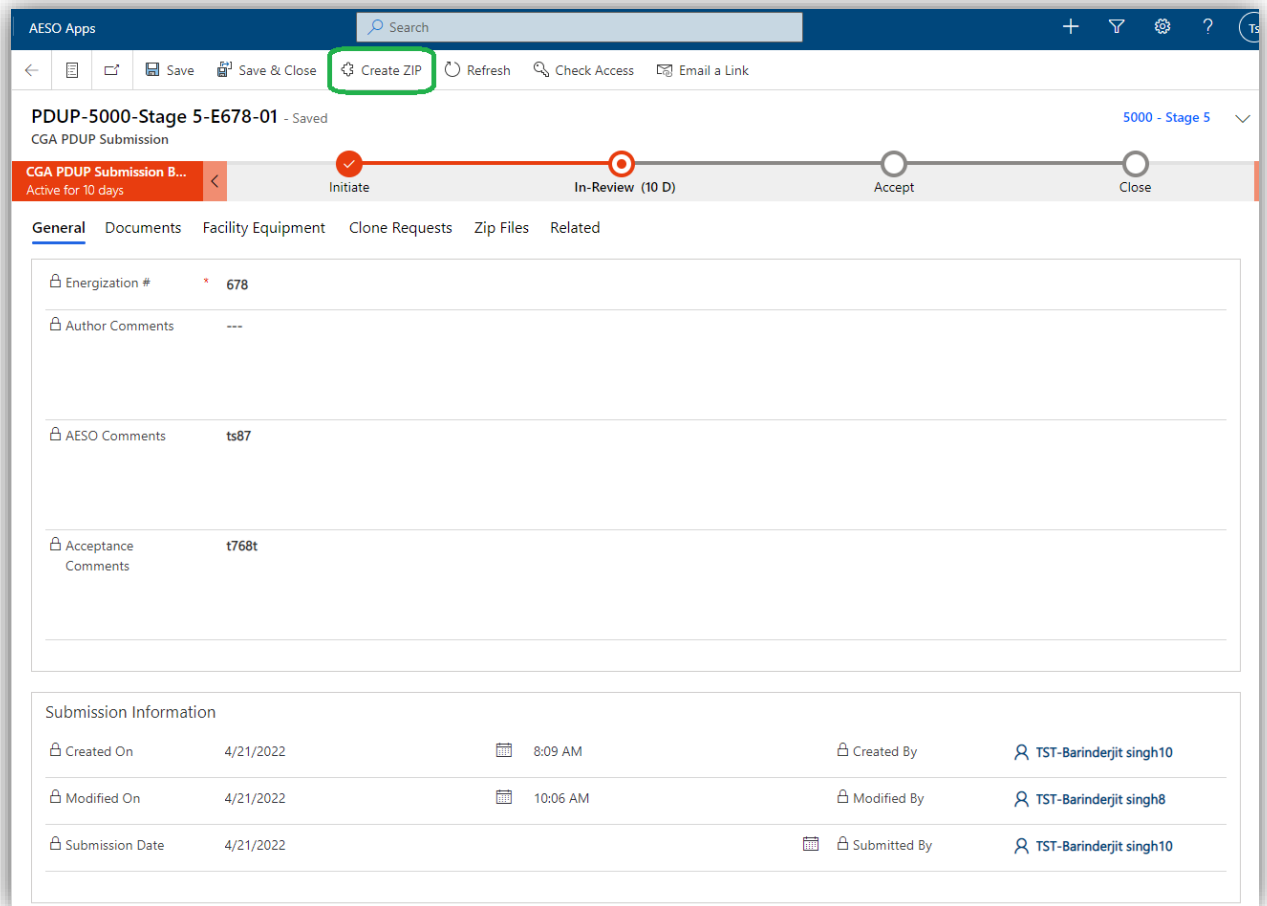 AESO Apps
Search
?
Save
Save & Close
Create ZIP
Refresh
Check Access
Email a Link
PDUP-5000-Stage 5-E678-01 - Saved
CGA PDUP Submission
5000 - Stage 5
CGA PDUP Submission B...
Active for 10 days
Initiate
In-Review (10 D)
Accept
Close
General Documents Facility Equipment Clone Requests Zip Files Related
Energization # * 678
Author Comments ---
AESO Comments ts87
Acceptance t768t
Comments
Submission Information
Created On 4/21/2022 8:09 AM Created By TST-Barinderjit singh10
Modified On 4/21/2022 10:06 AM Modified By TST-Barinderjit singh8
Submission Date 4/21/2022 Submitted By TST-Barinderjit singh10